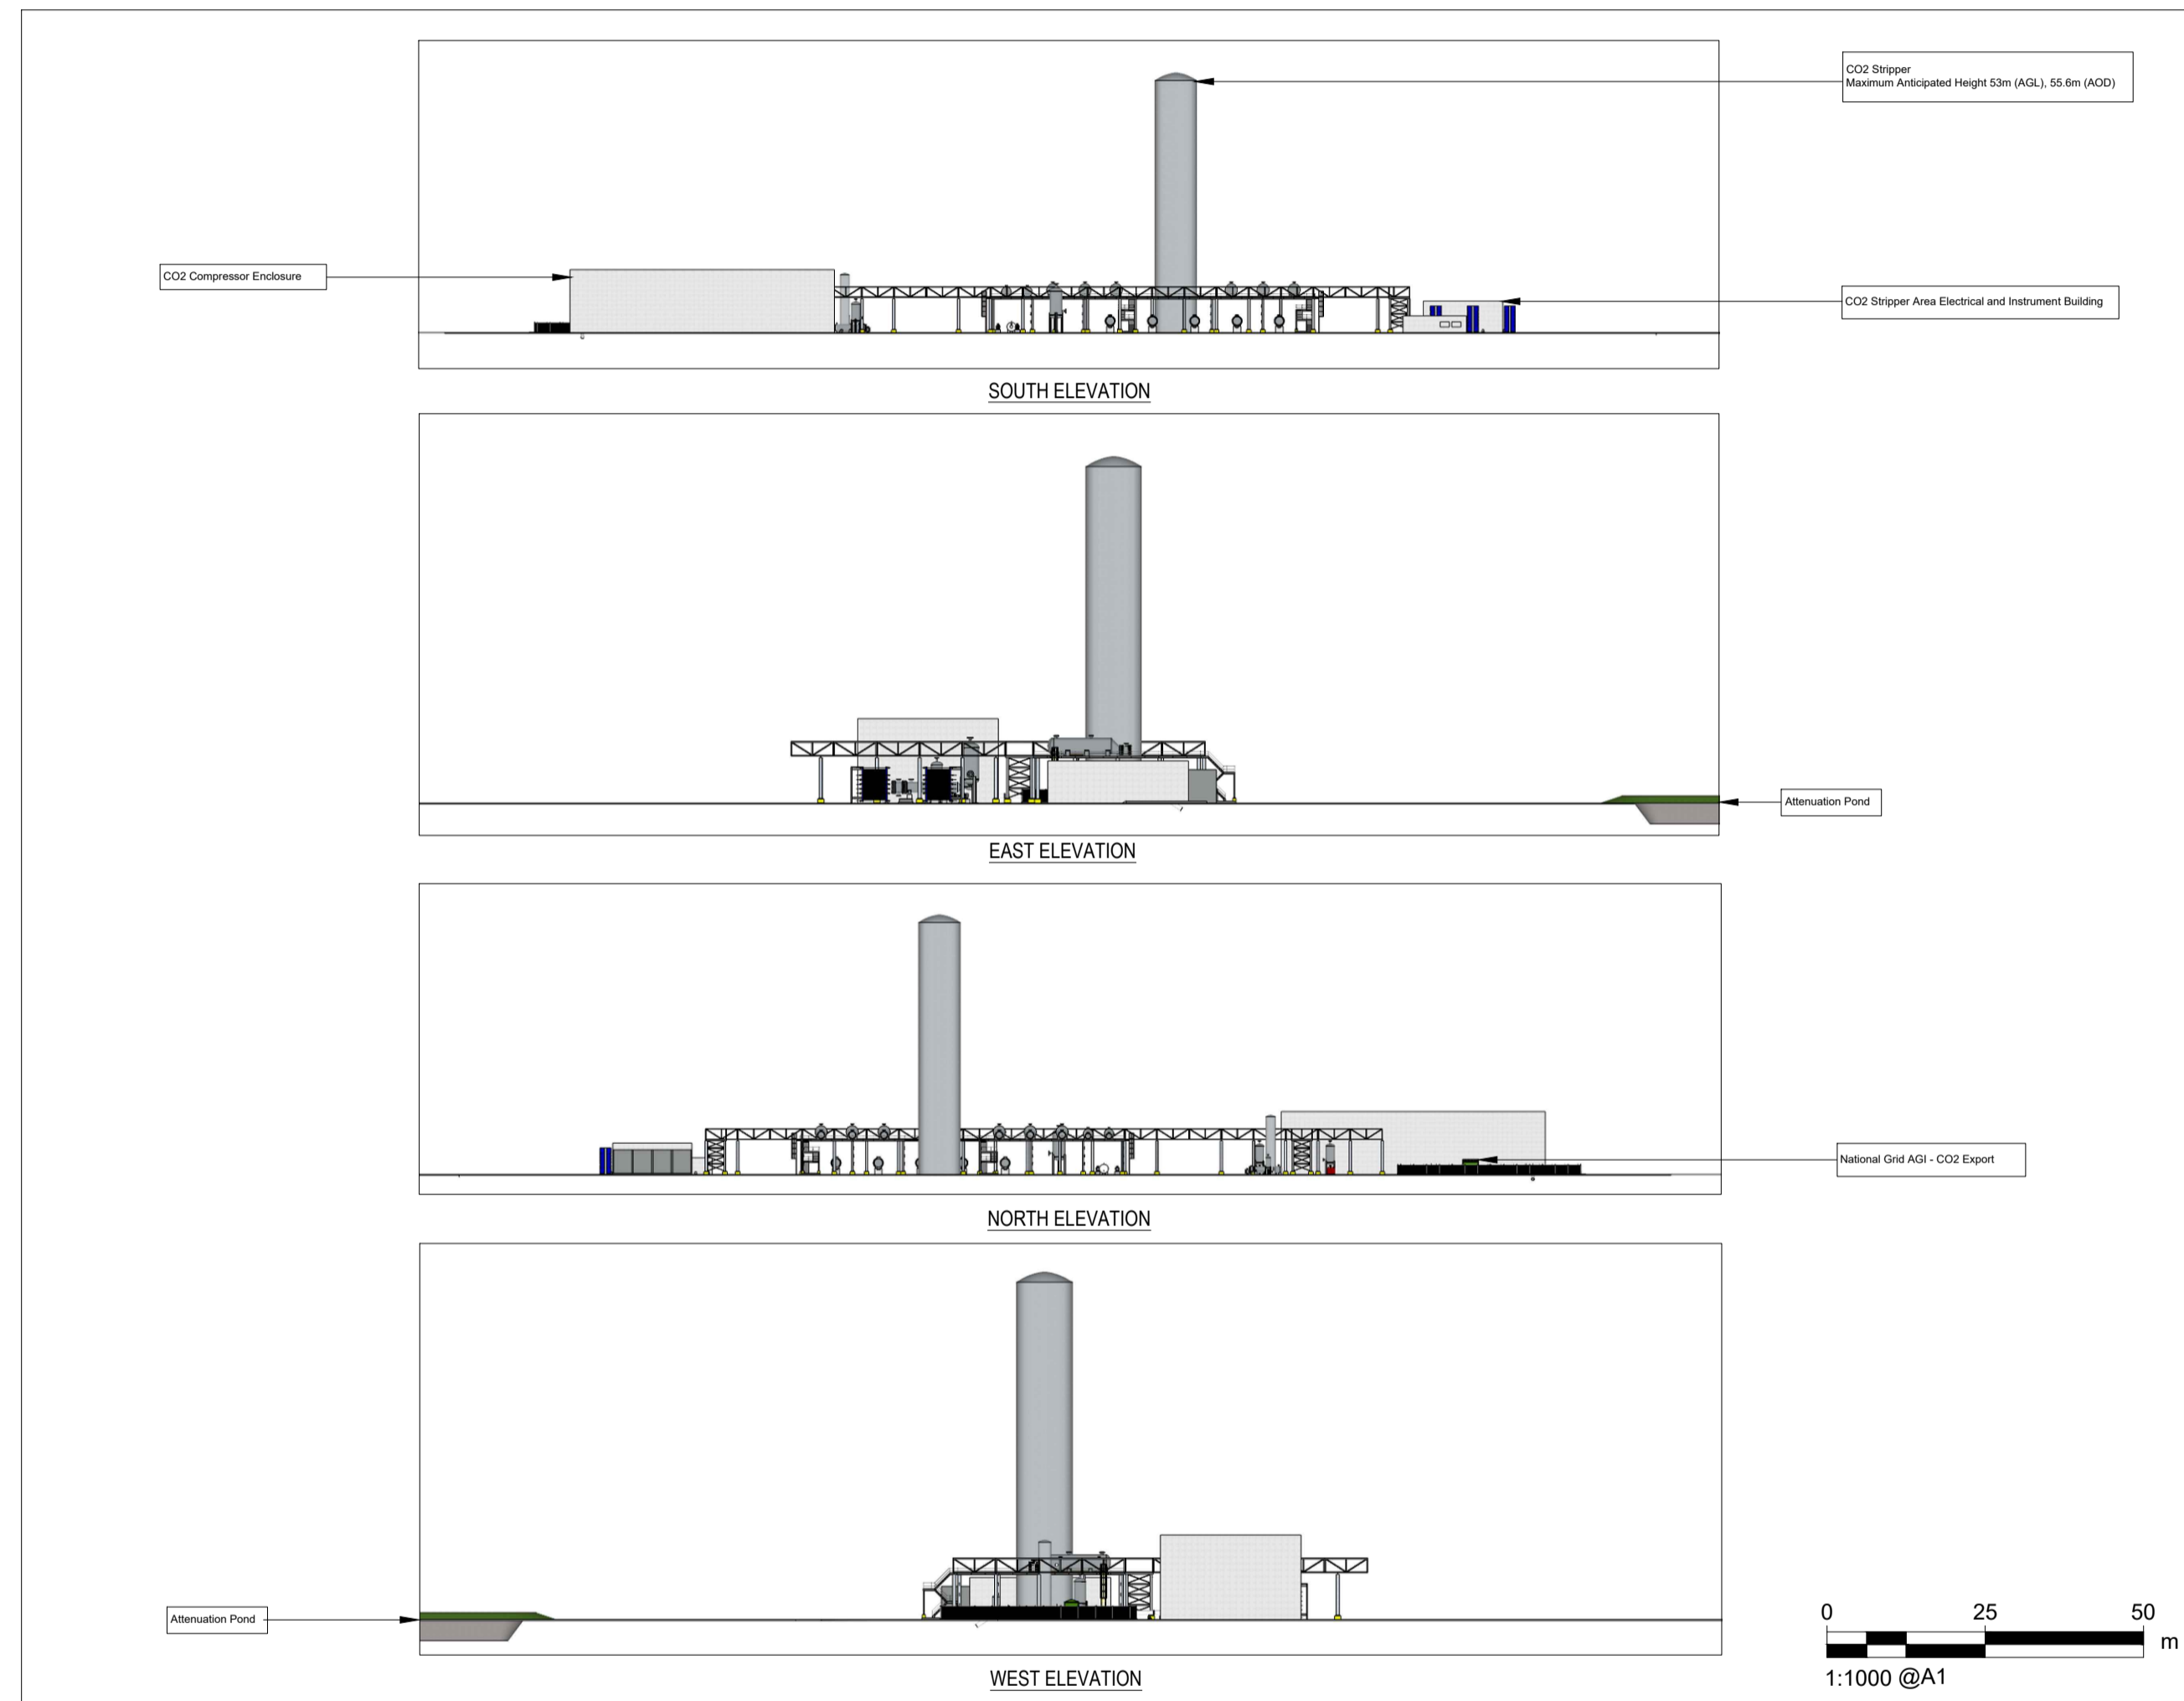 CO2 Stripper
Maximum Anticipated Height 53m (AGL), 55.6m (AOD)
CO2 Compressor Enclosure
CO2 Stripper Area Electrical and Instrument Building
SOUTH ELEVATION
Attenuation Pond
EAST ELEVATION
National Grid AGI - CO2 Export
NORTH ELEVATION
Attenuation Pond
WEST ELEVATION
0 25 50
m
1:1000 @A1